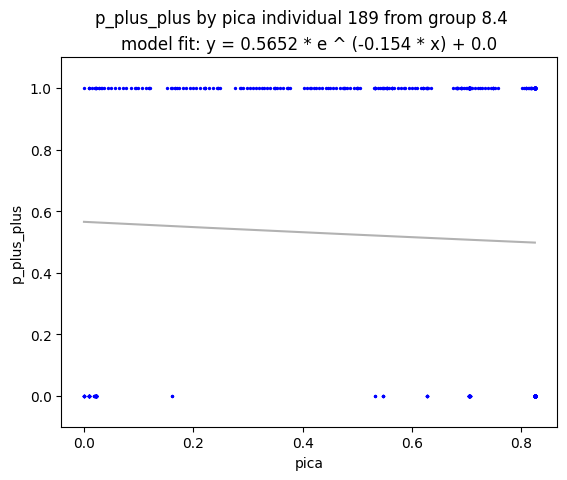 p_plus_plus by pica individual 189 from group 8.4
model fit: y = 0.5652 * e ^ (-0.154 * x) + 0.0
1.0
0.8
0.6
0.4
0.2
0.0
p_plus_plus
0.0 0.2 0.4 0.6 0.8
pica